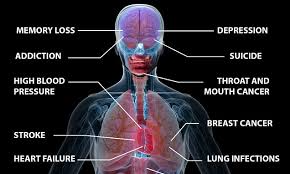 MEMORY LOSS
DEPRESSION
ADDICTION
SUICIDE
HIGH BLOOD
PRESSURE
THROAT AND
MOUTH CANCER
BREAST CANCER
STROKE
HEART FAILURE
LUNG INFECTIONS